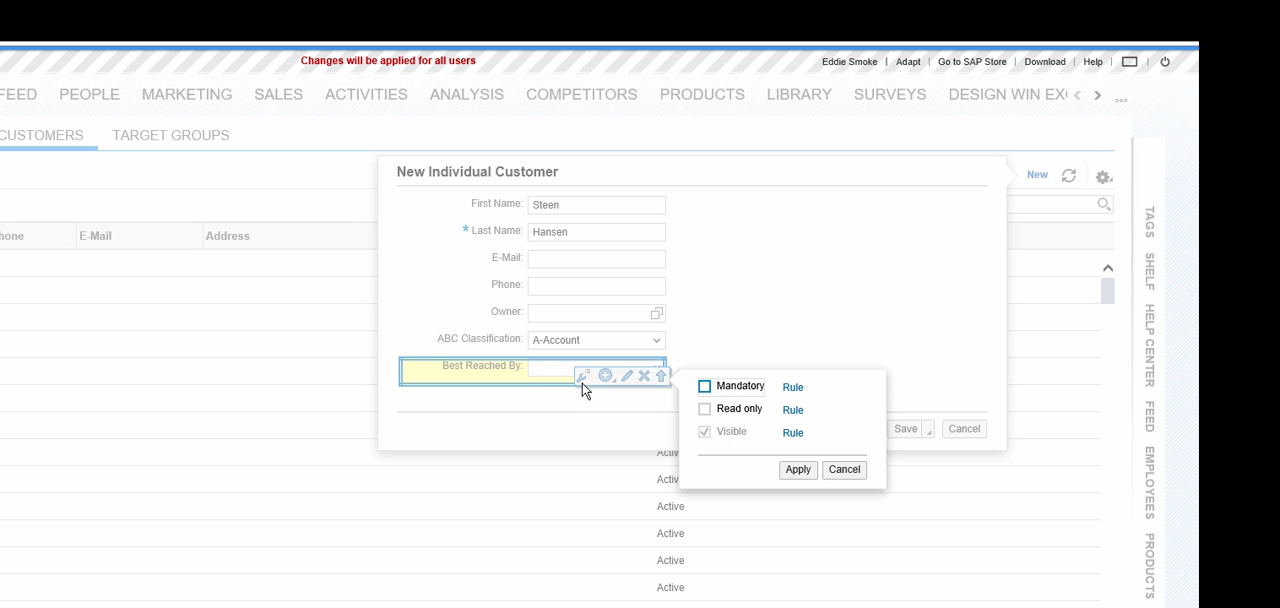 Changes will be applied for all users
Eddie Smoke | Adapt | Go to SAP Store | Download | Help
FEED PEOPLE MARKETING SALES ACTIVITIES ANALYSIS COMPETITORS PRODUCTS LIBRARY SURVEYS DESIGN WIN EX
CUSTOMERS TARGET GROUPS
New Individual Customer
New
First Name: Steen
* Last Name: Hansen
hone E-Mail Address
E-Mail:
Phone:
Owner:
ABC Classification: A-Account
Best Reached By:
Mandatory Rule
Read only Rule
Visible Rule
Save Cancel
Apply Cancel
Activ
Activ
Active
Active
Active
Active
TAGS
SHELF
HELP CENTER
FEED
EMPLOYEES
PRODUCTS